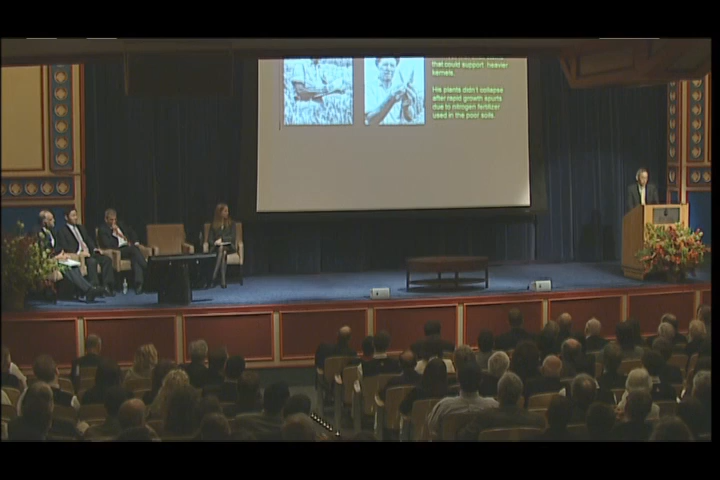 that could support heavier
kernels.
His plants didn't collapse
after rapid growth spurts
due to nitrogen fertilizer
used in the poor soils.